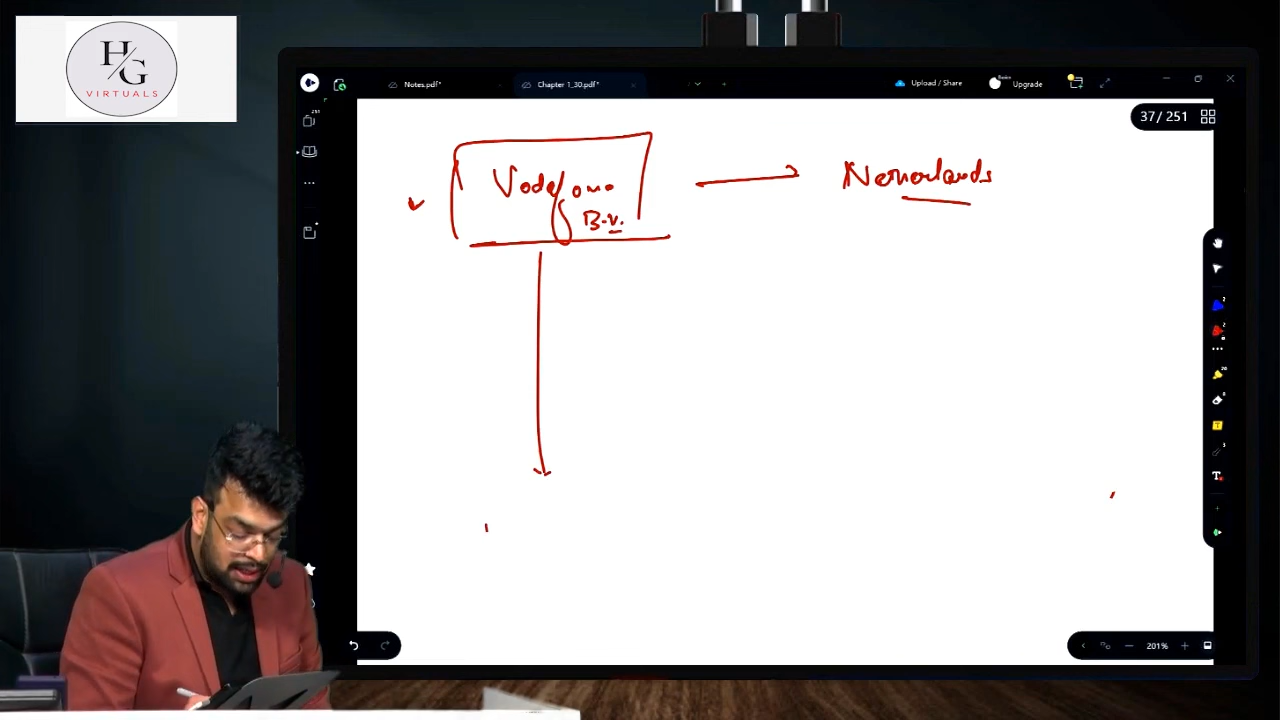 H/G
VIRTUALS
Notes.pdf*
Chapter 1_30.pdf*
Upload / Share
Upgrade
37 / 251
Vodafone
B.V.
Netherlands
201%